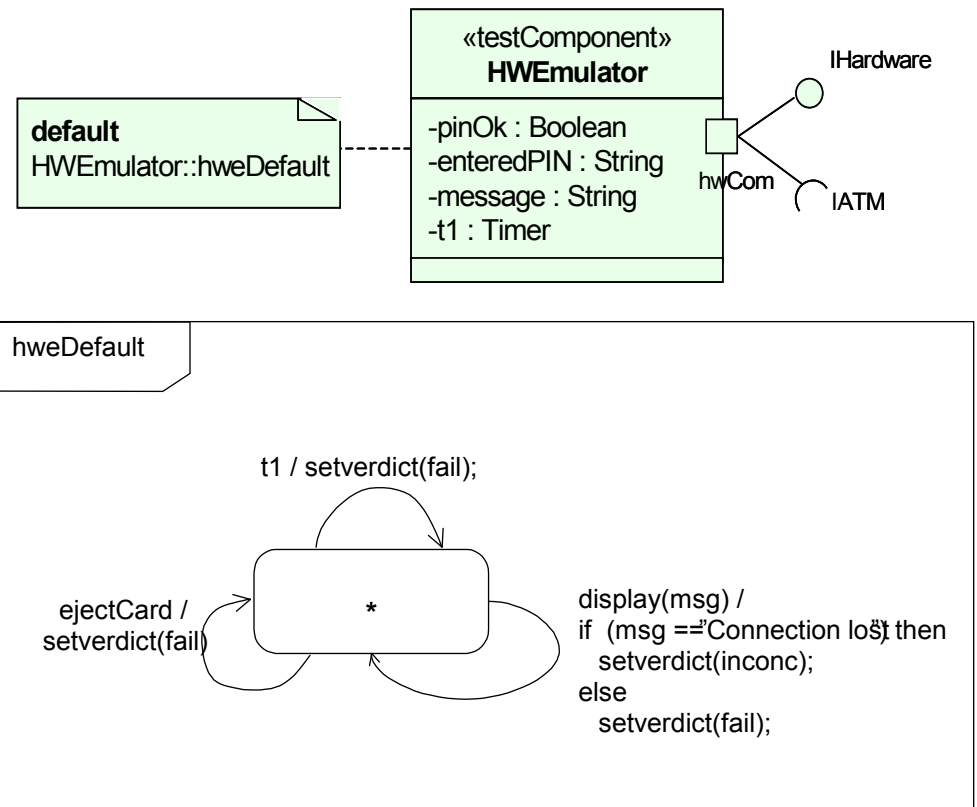 «testComponent»
HWEmulator
IHardware
default
HWEmulator::hweDefault
-pinOk : Boolean
-enteredPIN : String
-message : String
-t1 : Timer
hwCom
IATM
hweDefault
t1 / setverdict(fail);
*
ejectCard /
setverdict(fail)
display(msg) /
if (msg =="Connection lost") then
setverdict(inconc);
else
setverdict(fail);